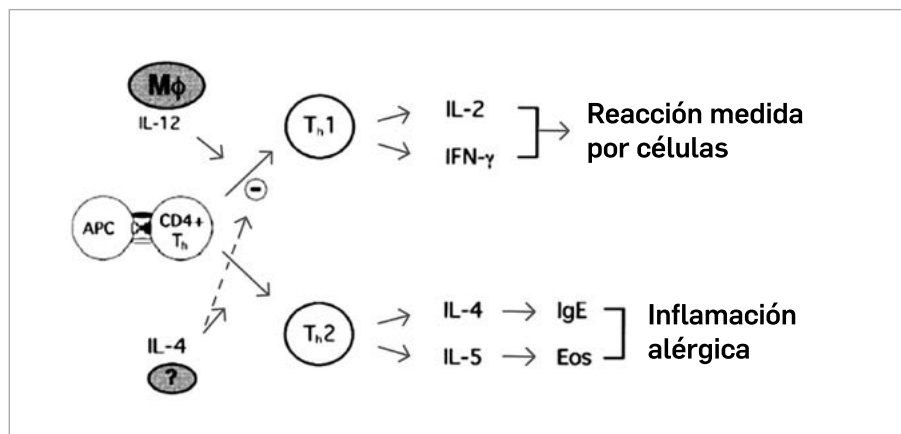 Mϕ
IL-12
Th1
IL-2
IFN-γ
Reacción medida
por células
−
APC
CD4+
Th
IL-4
?
Th2
IL-4
IgE
IL-5
Eos
Inflamación
alérgica